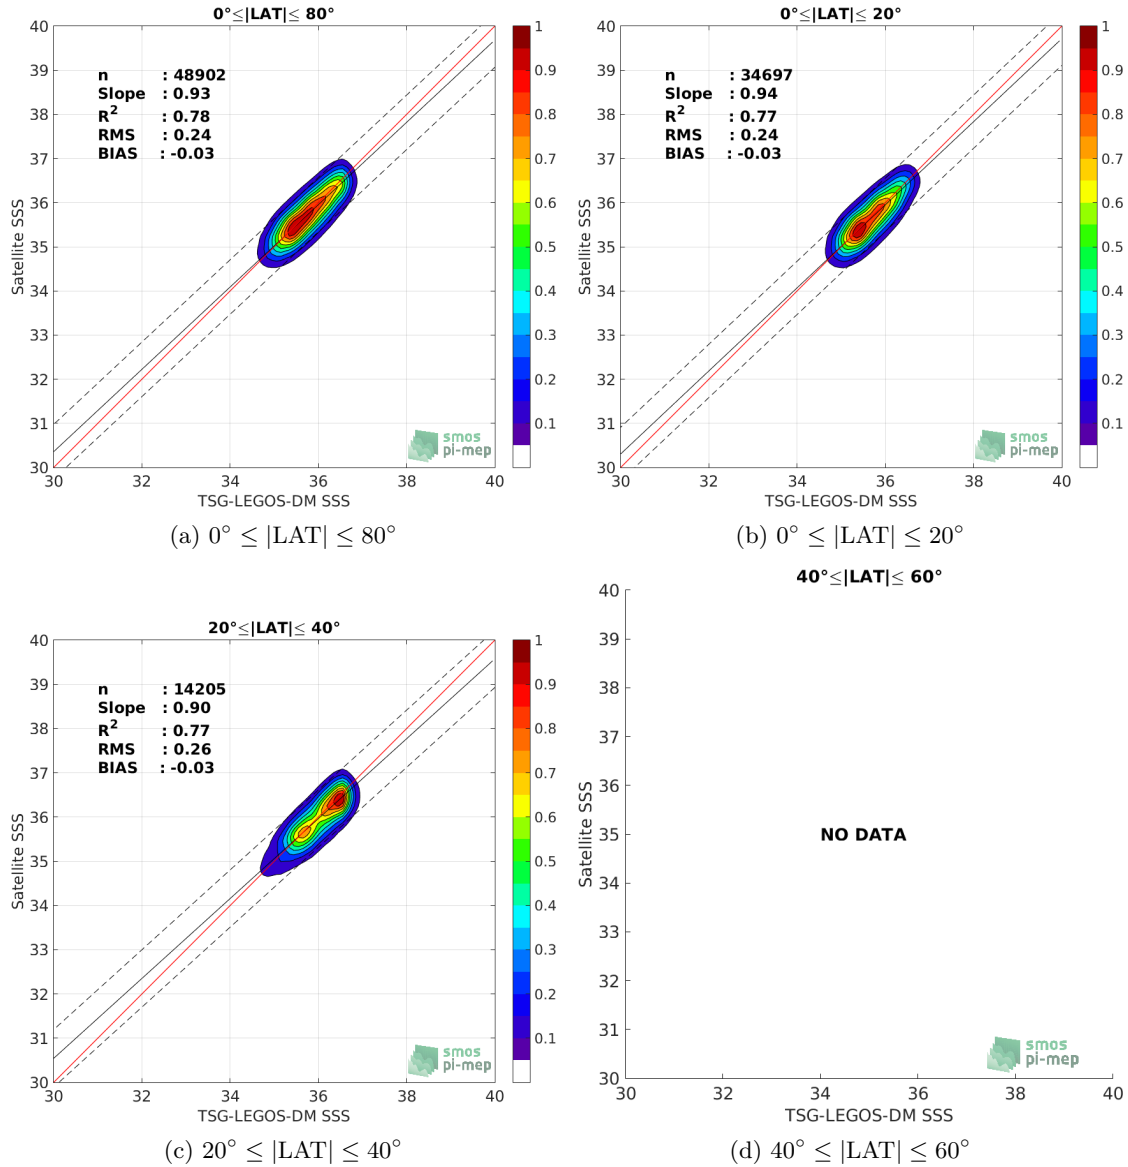 0°≤|LAT|≤ 80°
n : 48902
Slope : 0.93
R² : 0.78
RMS : 0.24
BIAS : -0.03
Satellite SSS
40
39
38
37
36
35
34
33
32
31
30
30 32 34 36 38 40
TSG-LEGOS-DM SSS
1
0.9
0.8
0.7
0.6
0.5
0.4
0.3
0.2
0.1
smos
pi-mep
(a) 0° ≤ |LAT| ≤ 80°
0°≤|LAT|≤ 20°
n : 34697
Slope : 0.94
R² : 0.77
RMS : 0.24
BIAS : -0.03
Satellite SSS
40
39
38
37
36
35
34
33
32
31
30
30 32 34 36 38 40
TSG-LEGOS-DM SSS
1
0.9
0.8
0.7
0.6
0.5
0.4
0.3
0.2
0.1
smos
pi-mep
(b) 0° ≤ |LAT| ≤ 20°
20°≤|LAT|≤ 40°
n : 14205
Slope : 0.90
R² : 0.77
RMS : 0.26
BIAS : -0.03
Satellite SSS
40
39
38
37
36
35
34
33
32
31
30
30 32 34 36 38 40
TSG-LEGOS-DM SSS
1
0.9
0.8
0.7
0.6
0.5
0.4
0.3
0.2
0.1
smos
pi-mep
(c) 20° ≤ |LAT| ≤ 40°
40°≤|LAT|≤ 60°
NO DATA
Satellite SSS
40
39
38
37
36
35
34
33
32
31
30
30 32 34 36 38 40
TSG-LEGOS-DM SSS
smos
pi-mep
(d) 40° ≤ |LAT| ≤ 60°